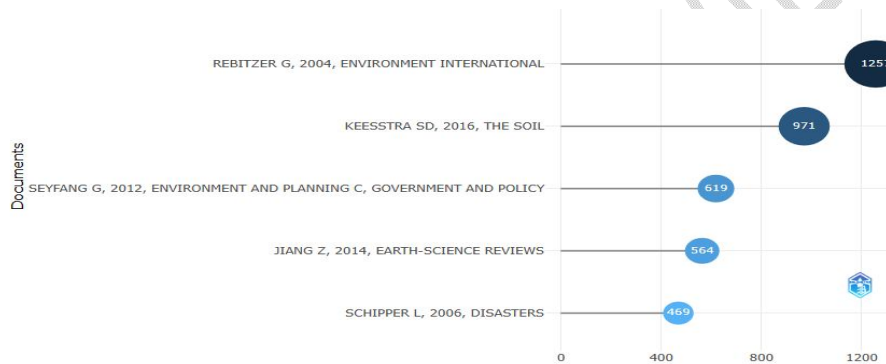 REBITZER G, 2004, ENVIRONMENT INTERNATIONAL 1257
KEESSTRA SD, 2016, THE SOIL 971
Documents
SEYFANG G, 2012, ENVIRONMENT AND PLANNING C, GOVERNMENT AND POLICY 619
JIANG Z, 2014, EARTH-SCIENCE REVIEWS 564
SCHIPPER L, 2006, DISASTERS 469
0 400 800 1200